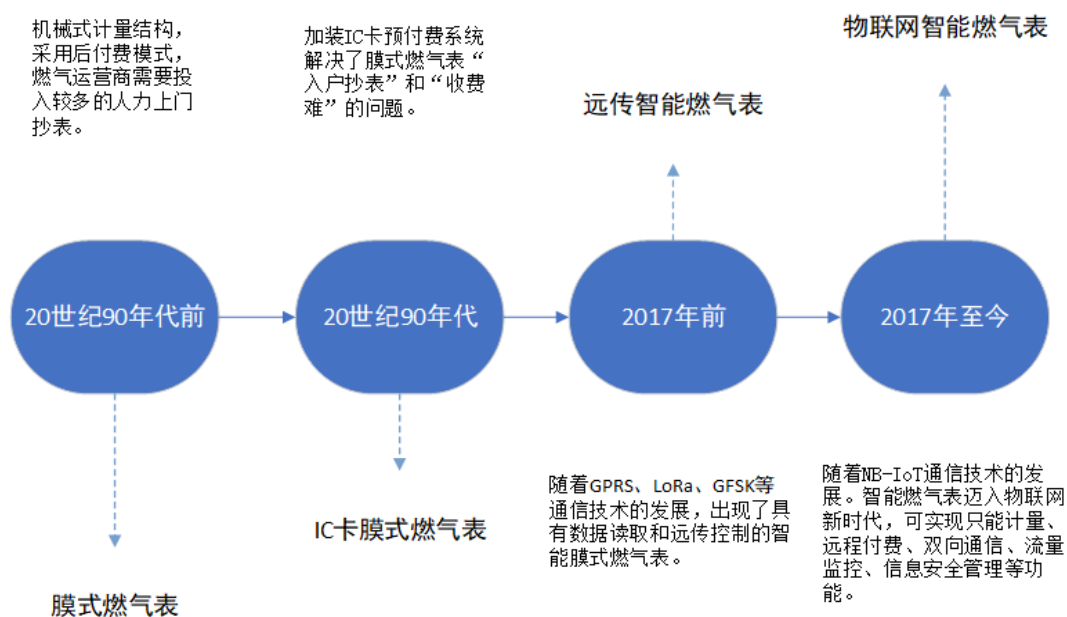 机械式计量结构，
采用后付费模式，
燃气运营商需要投
入较多的人力上门
抄表。
加装IC卡预付费系统
解决了膜式燃气表“
入户抄表”和“收费
难”的问题。
远传智能燃气表
物联网智能燃气表
20世纪90年代前
20世纪90年代
2017年前
2017年至今
膜式燃气表
IC卡膜式燃气表
随着GPRS、LoRa、GFSK等
通信技术的发展，出现了具
有数据读取和远传控制的智
能膜式燃气表。
随着NB-IoT通信技术的发
展。智能燃气表迈入物联网
新时代，可实现只能计量、
远程付费、双向通信、流量
监控、信息安全管理等功
能。